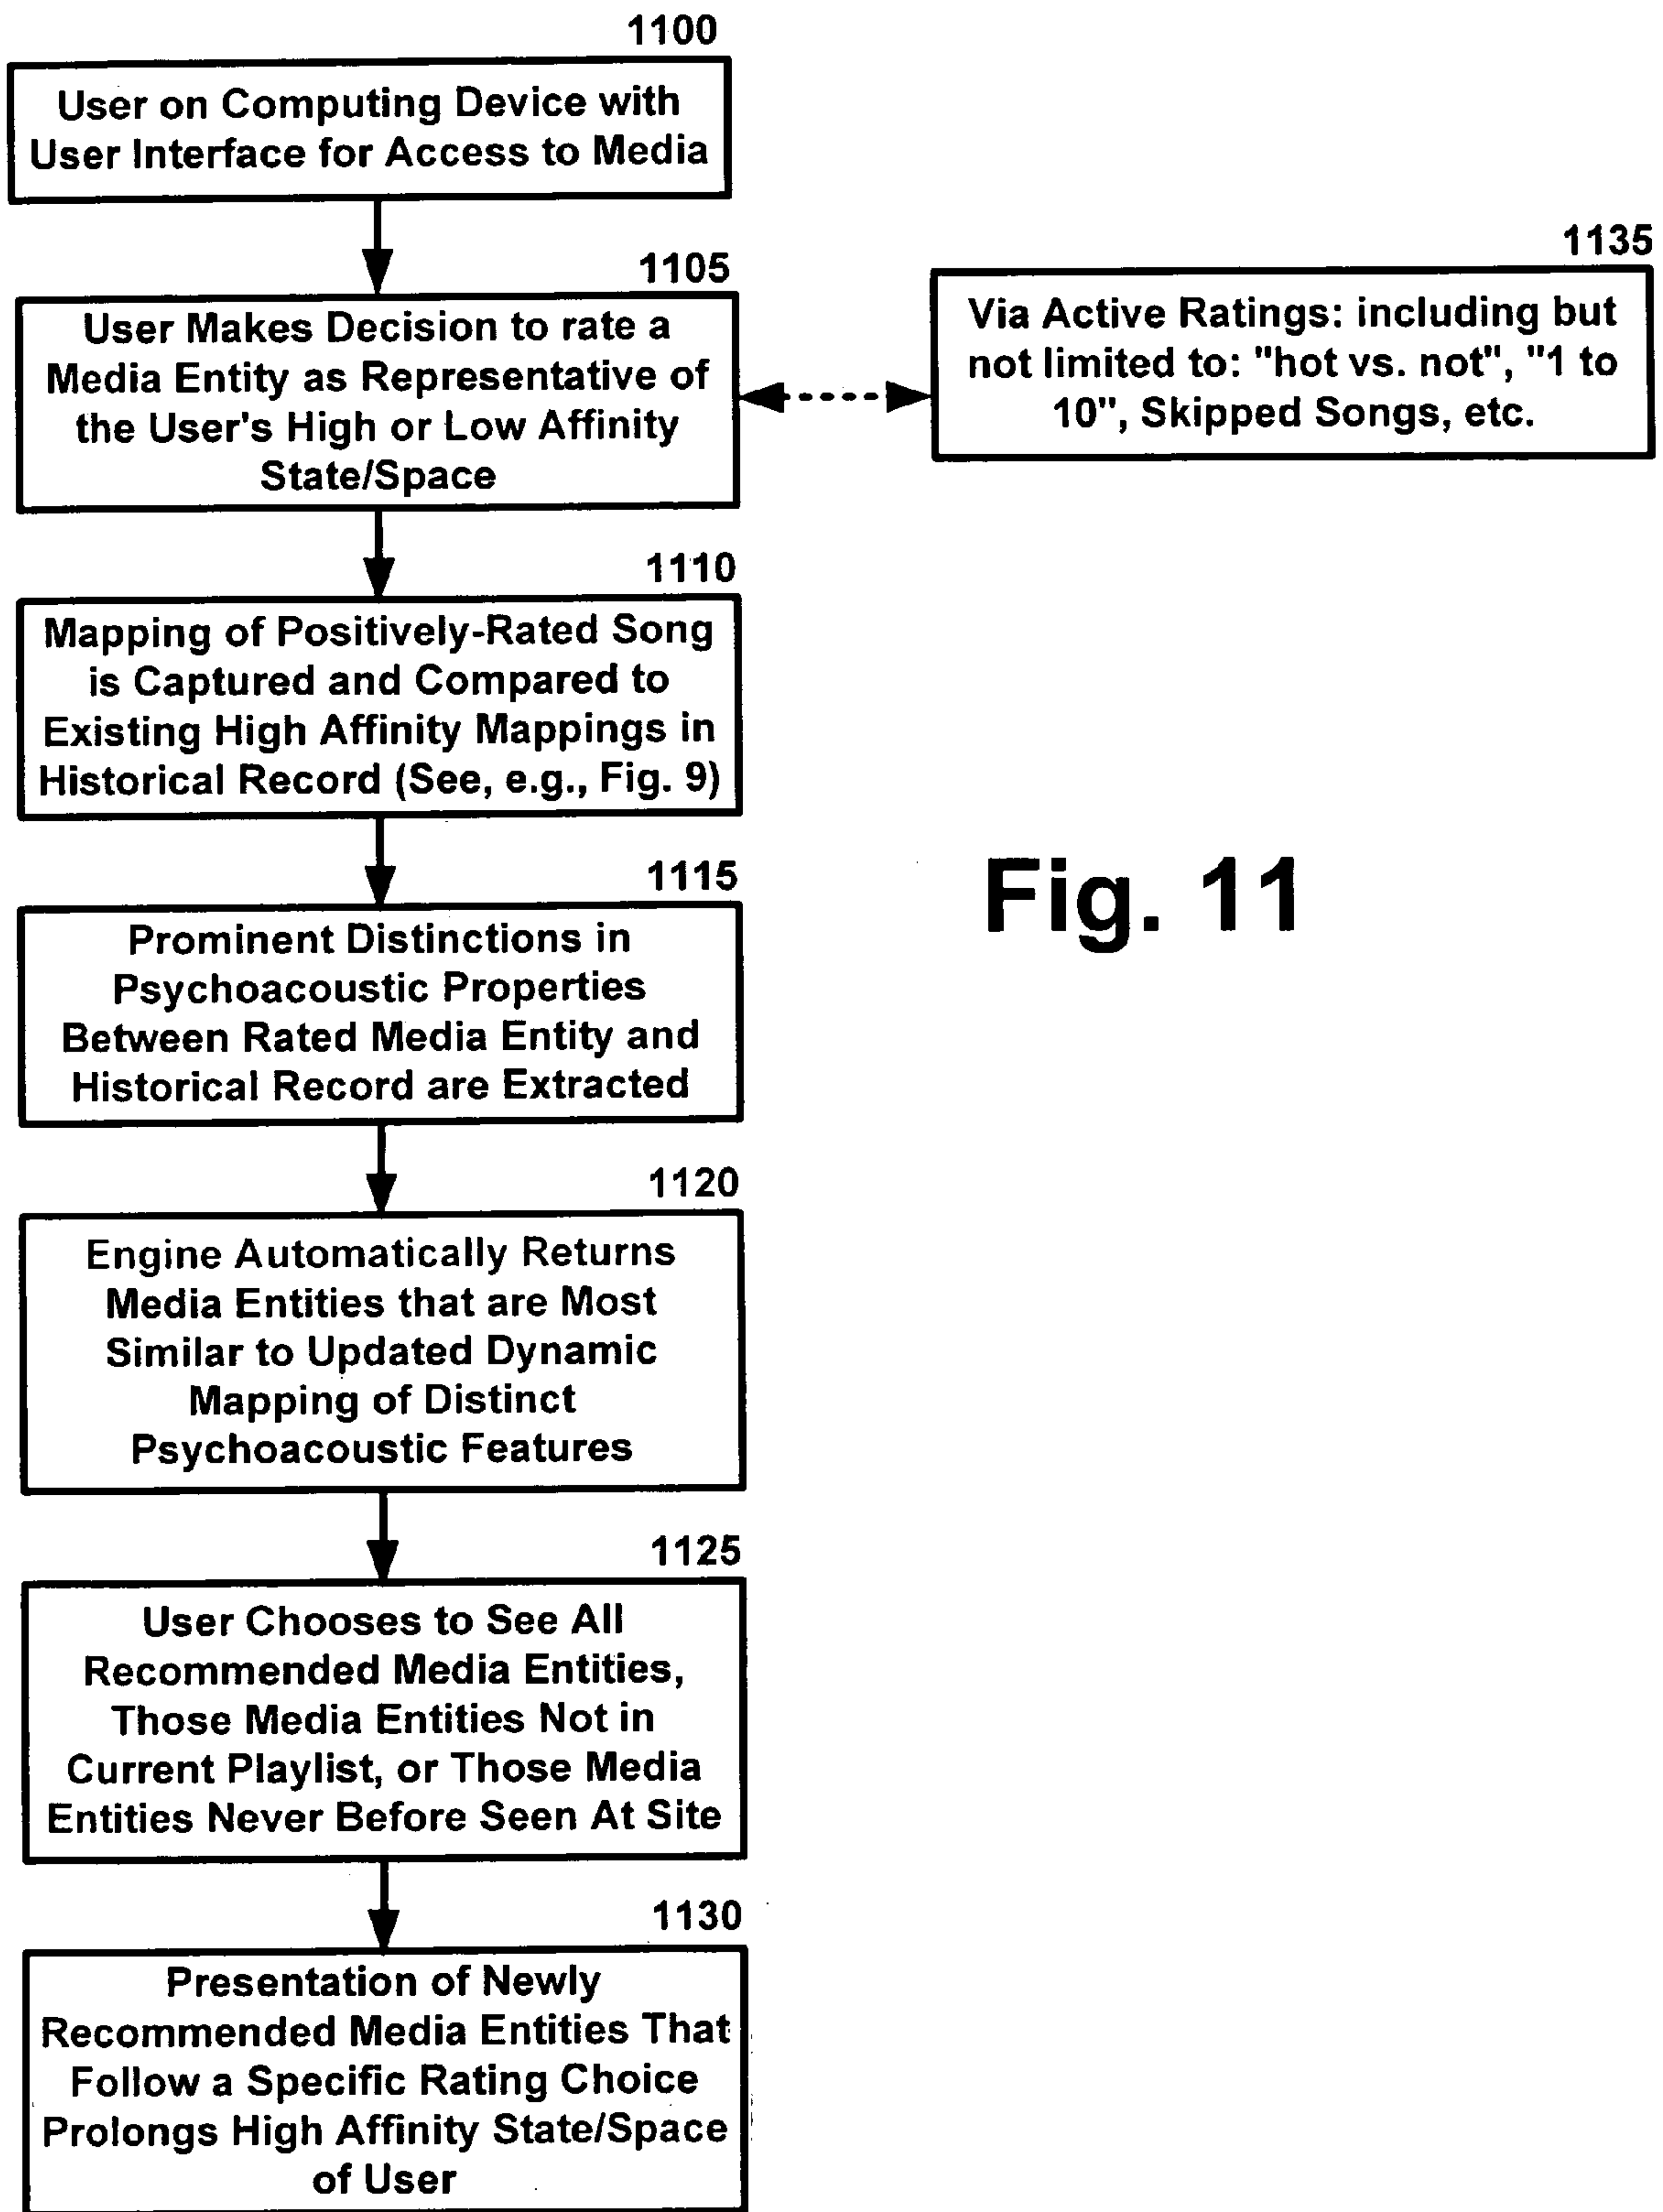 1100
User on Computing Device with
User Interface for Access to Media
1105
User Makes Decision to rate a
Media Entity as Representative of
the User's High or Low Affinity
State/Space
1135
Via Active Ratings: including but
not limited to: "hot vs. not", "1 to
10", Skipped Songs, etc.
1110
Mapping of Positively-Rated Song
is Captured and Compared to
Existing High Affinity Mappings in
Historical Record (See, e.g., Fig. 9)
1115
Prominent Distinctions in
Psychoacoustic Properties
Between Rated Media Entity and
Historical Record are Extracted
Fig. 11
1120
Engine Automatically Returns
Media Entities that are Most
Similar to Updated Dynamic
Mapping of Distinct
Psychoacoustic Features
1125
User Chooses to See All
Recommended Media Entities,
Those Media Entities Not in
Current Playlist, or Those Media
Entities Never Before Seen At Site
1130
Presentation of Newly
Recommended Media Entities That
Follow a Specific Rating Choice
Prolongs High Affinity State/Space
of User